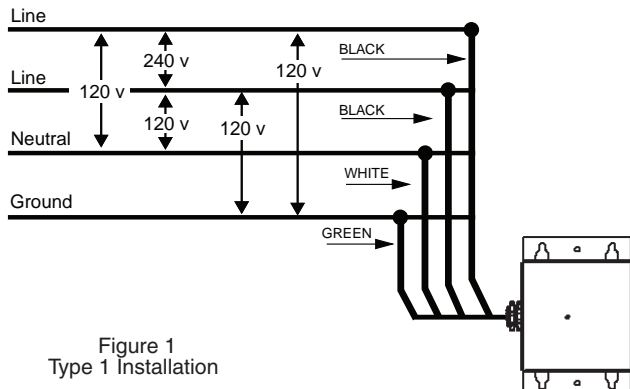 Line
240 v
120 v
BLACK
Line
120 v
120 v
120 v
BLACK
Neutral
WHITE
Ground
GREEN
Figure 1
Type 1 Installation